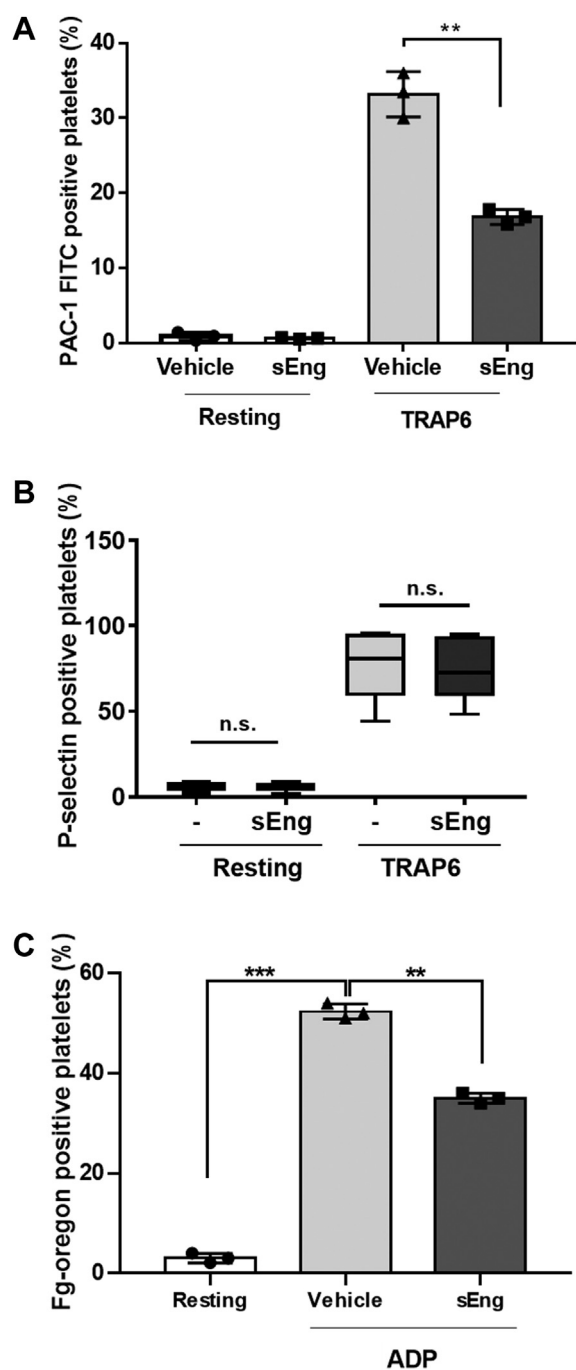 A
PAC-1 FITC positive platelets (%)
40
30
20
10
0
**
Vehicle sEng Vehicle sEng
Resting TRAP6
B
P-selectin positive platelets (%)
150
100
50
0
n.s.
n.s.
- sEng - sEng
Resting TRAP6
C
Fg-oregon positive platelets (%)
60
40
20
0
*** **
Resting Vehicle sEng
ADP